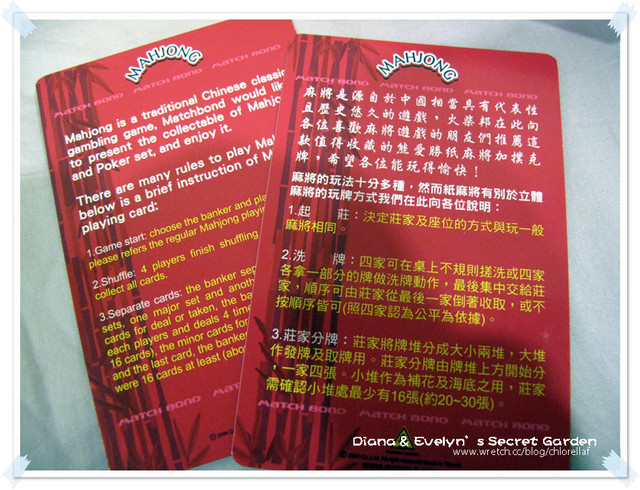 MAHJONG
MATCH BOND MATCH BOND
Mahjong is a traditional Chinese classic
gambling game, Matchbond would like
to present the collectable of Mahjo
and Poker set, and enjoy it.
There are many rules to play Mah
below is a brief instruction of M
playing card:
1.Game start: choose the banker and pla
please refers the regular Mahjong playin
2.Shuffle: 4 players finish shuffling,
collect all cards.
3.Separate cards: the banker sep
sets, one major set and anoth
cards for deal or taken, the ba
each players and deals 4 time
16 cards), the minor cards for
and the last card, the banker
were 16 cards at least (abou
MATCH BOND
MAHJONG
MATCH BOND MATCH BOND
麻將是源自於中國相當具有代表性
且歷史悠久的遊戲，火柴邦在此向
各位喜歡麻將遊戲的朋友們推薦這
款值得收藏的熊愛勝紙麻將加撲克
牌，希望各位能玩得愉快！
麻將的玩法十分多種，然而紙麻將有別於立體
麻將的玩牌方式我們在此向各位說明：
1.起　　莊：決定莊家及座位的方式與玩一般
麻將相同。
2.洗　　牌：四家可在桌上不規則搓洗或四家
各拿一部分的牌做洗牌動作，最後集中交給莊
家，順序可由莊家從最後一家倒著收取，或不
按順序皆可(照四家認為公平為依據)。
3.莊家分牌：莊家將牌堆分成大小兩堆，大堆
作發牌及取牌用。莊家分牌由牌堆上方開始分
，一家四張。小堆作為補花及海底之用，莊家
需確認小堆處最少有16張(約20~30張)。
MATCH BOND MATCH BOND
MATCH BOND
Diana & Evelyn's Secret Garden
www.wretch.cc/blog/chlorellaf